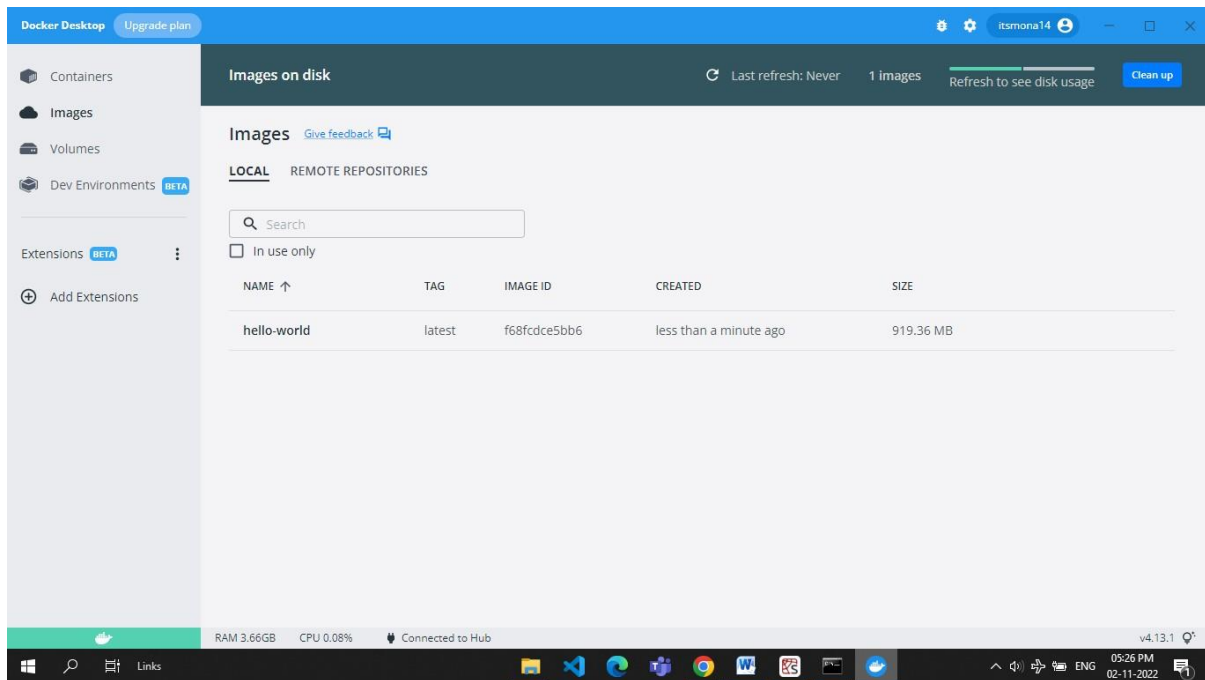 Docker Desktop Upgrade plan itsmona14
Containers
Images
Volumes
Dev Environments BETA
Extensions BETA
Add Extensions
Images on disk Last refresh: Never 1 images Refresh to see disk usage Clean up
Images Give feedback
LOCAL REMOTE REPOSITORIES
Search
In use only
NAME TAG IMAGE ID CREATED SIZE
hello-world latest f68fcdce5bb6 less than a minute ago 919.36 MB
RAM 3.66GB CPU 0.08% Connected to Hub v4.13.1
Links ENG 05:26 PM
02-11-2022